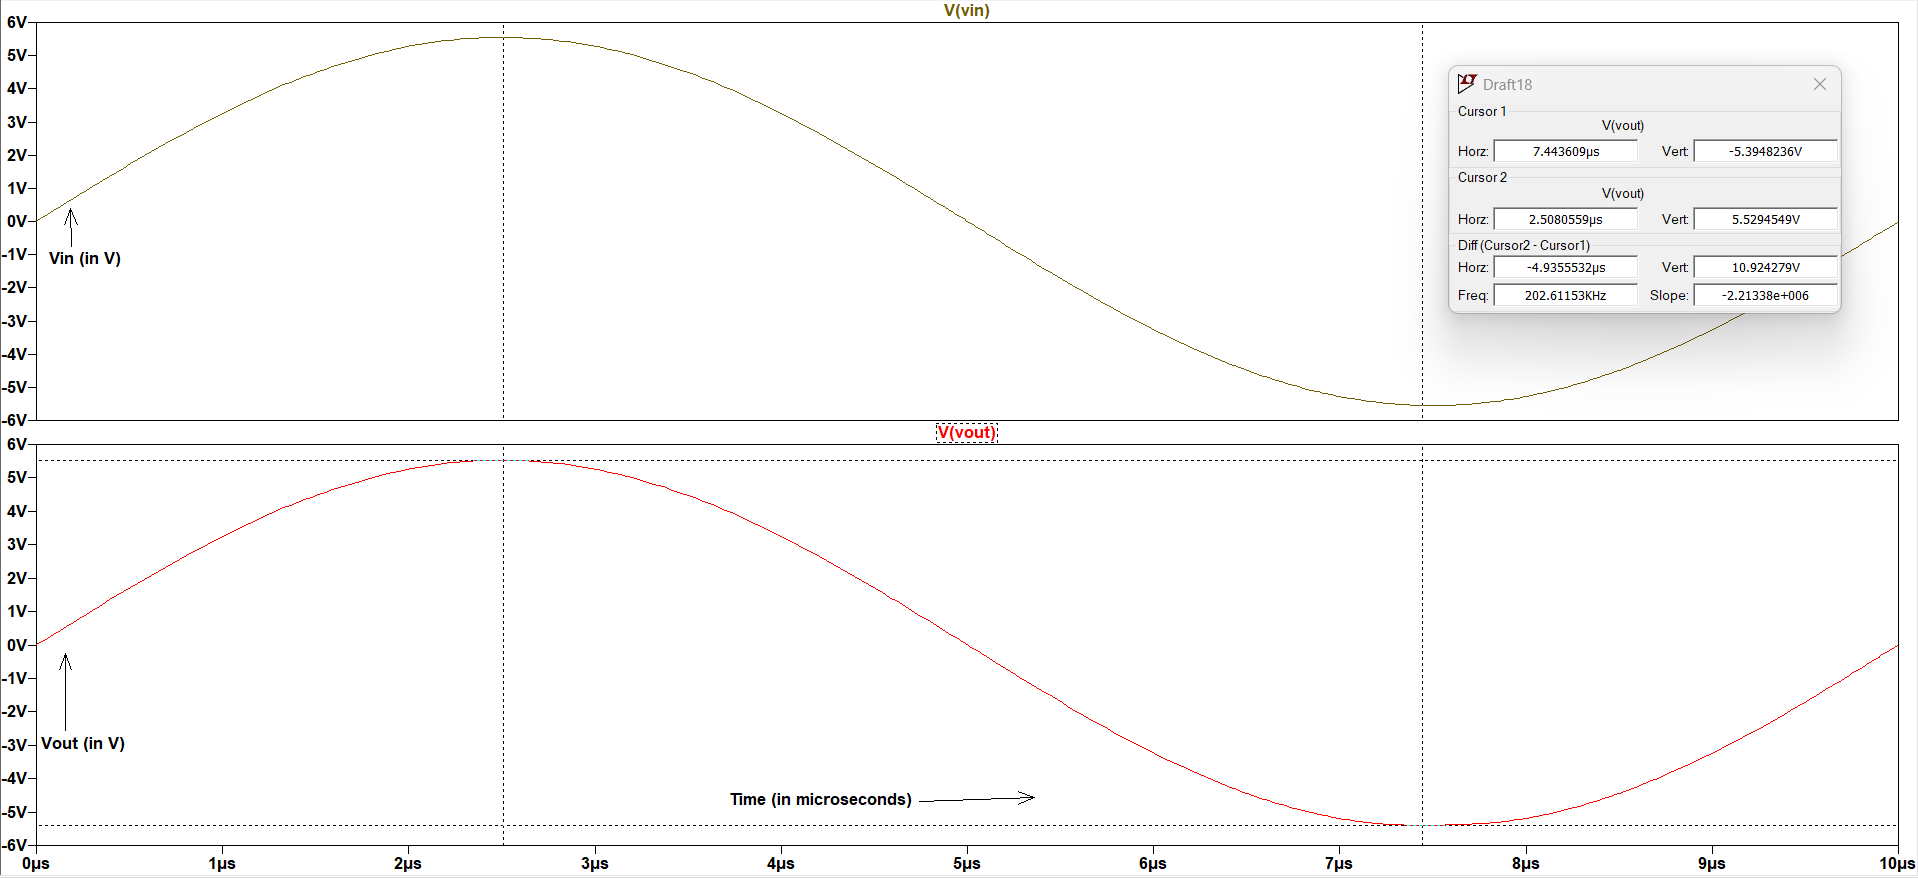 V(vin)
6V
5V
4V
3V
2V
1V
0V
-1V
-2V
-3V
-4V
-5V
-6V
Vin (in V)
Draft18
Cursor 1
V(vout)
Horz: 7.443609µs Vert: -5.3948236V
Cursor 2
V(vout)
Horz: 2.5080559µs Vert: 5.5294549V
Diff (Cursor2 - Cursor1)
Horz: -4.9355532µs Vert: 10.924279V
Freq: 202.61153KHz Slope: -2.21338e+006
V(vout)
6V
5V
4V
3V
2V
1V
0V
-1V
-2V
-3V
-4V
-5V
-6V
Vout (in V)
Time (in microseconds)
0µs 1µs 2µs 3µs 4µs 5µs 6µs 7µs 8µs 9µs 10µs